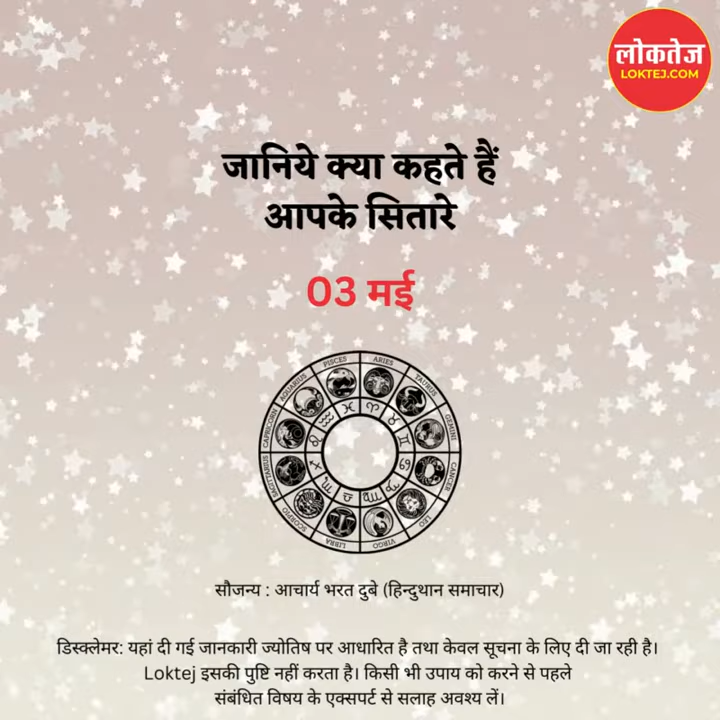 लोकतेज
LOKTEJ.COM
जानिये क्या कहते हैं
आपके सितारे
03 मई
PISCES
ARIES
TAURUS
GEMINI
CANCER
LEO
VIRGO
LIBRA
SCORPIO
SAGITTARIUS
CAPRICORN
AQUARIUS
सौजन्य : आचार्य भरत दुबे (हिन्दुथान समाचार)
डिस्क्लेमर: यहां दी गई जानकारी ज्योतिष पर आधारित है तथा केवल सूचना के लिए दी जा रही है।
Loktej इसकी पुष्टि नहीं करता है। किसी भी उपाय को करने से पहले
संबंधित विषय के एक्सपर्ट से सलाह अवश्य लें।